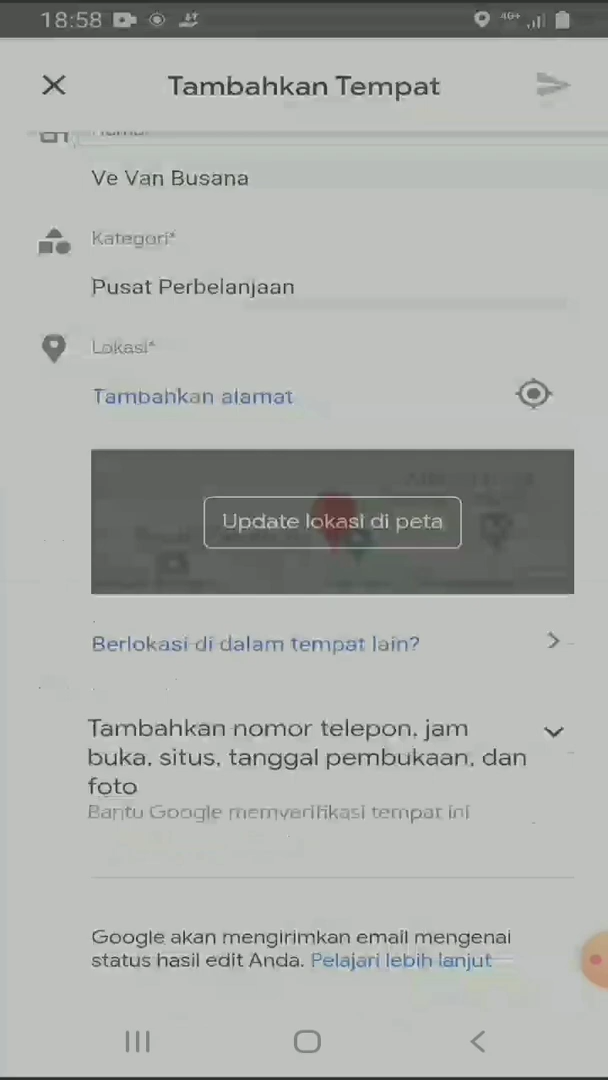 18:58
4G+
Tambahkan Tempat
Ve Van Busana
Kategori*
Pusat Perbelanjaan
Lokasi*
Tambahkan alamat
Update lokasi di peta
Berlokasi di dalam tempat lain?
Tambahkan nomor telepon, jam
buka, situs, tanggal pembukaan, dan
foto
Bantu Google memverifikasi tempat ini
Google akan mengirimkan email mengenai
status hasil edit Anda. Pelajari lebih lanjut